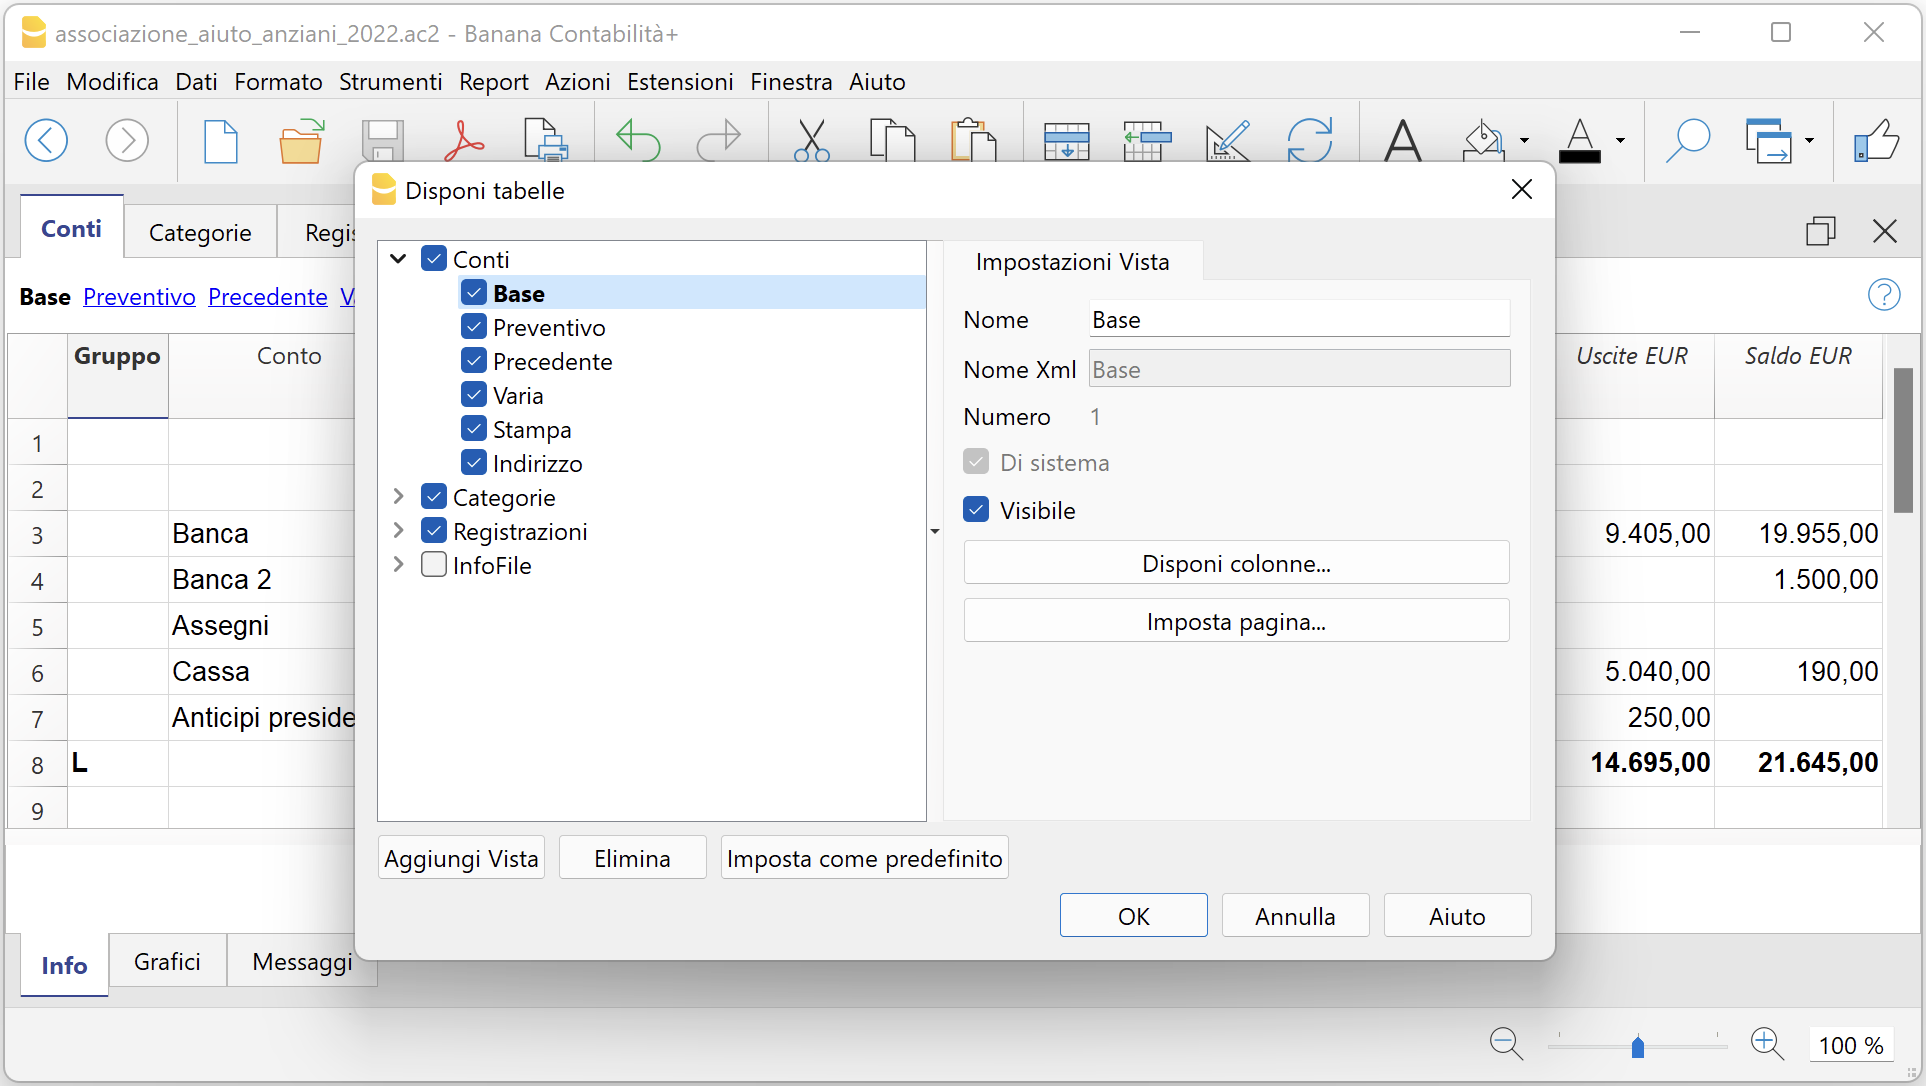 associazione_aiuto_anziani_2022.ac2 - Banana Contabilità+
File Modifica Dati Formato Strumenti Report Azioni Estensioni Finestra Aiuto
Disponi tabelle
Conti Categorie
Base Preventivo Precedente
Gruppo Conto Uscite EUR Saldo EUR
1
2
3 Banca 9.405,00 19.955,00
4 Banca 2 1.500,00
5 Assegni
6 Cassa 5.040,00 190,00
7 Anticipi preside 250,00
8 L 14.695,00 21.645,00
9
Conti
Base
Preventivo
Precedente
Varia
Stampa
Indirizzo
Categorie
Registrazioni
InfoFile
Impostazioni Vista
Nome Base
Nome Xml Base
Numero 1
Di sistema
Visibile
Disponi colonne...
Imposta pagina...
Aggiungi Vista Elimina Imposta come predefinito
OK Annulla Aiuto
Info Grafici Messaggi
100 %